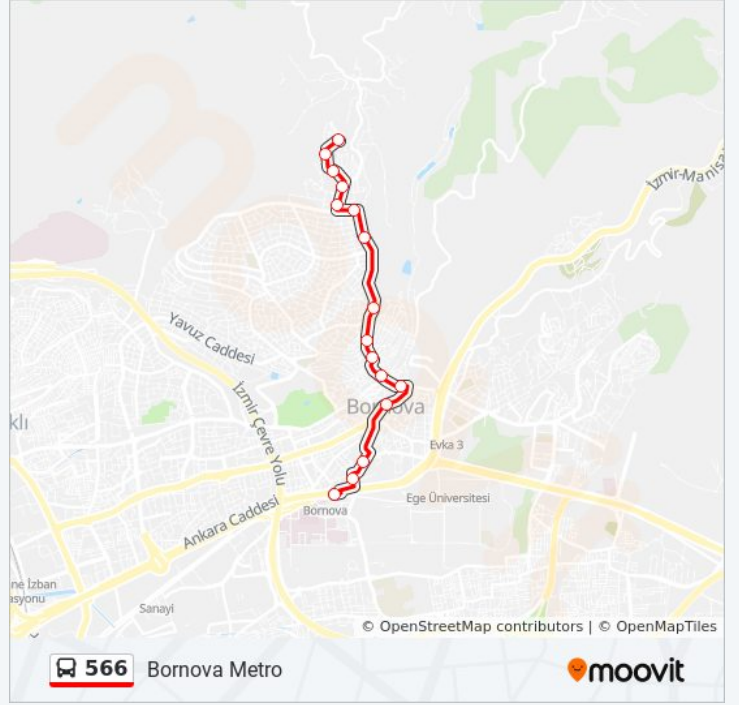 İzmir-Manisa
Yavuz Caddesi
İzmir Çevre Yolu
klı
Bornova
Evka 3
Ege Üniversitesi
Bornova
Ankara Caddesi
ne İzban
asyonu
Sanayi
© OpenStreetMap contributors | © OpenMapTiles
566 Bornova Metro
moovit